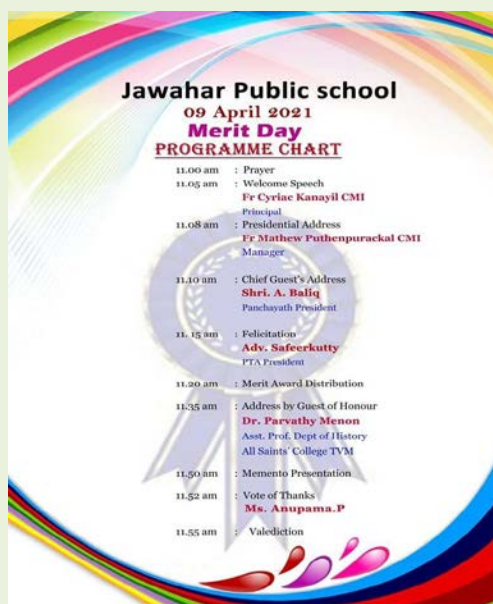 Jawahar Public school
09 April 2021
Merit Day
PROGRAMME CHART
11.00 am : Prayer
11.05 am : Welcome Speech
Fr Cyriac Kanayil CMI
Principal
11.08 am : Presidential Address
Fr Mathew Puthenpurackal CMI
Manager
11.10 am : Chief Guest's Address
Shri. A. Baliq
Panchayath President
11. 15 am : Felicitation
Adv. Safeerkutty
PTA President
11.20 am : Merit Award Distribution
11.35 am : Address by Guest of Honour
Dr. Parvathy Menon
Asst. Prof. Dept of History
All Saints' College TVM
11.50 am : Memento Presentation
11.52 am : Vote of Thanks
Ms. Anupama.P
11.55 am : Valediction